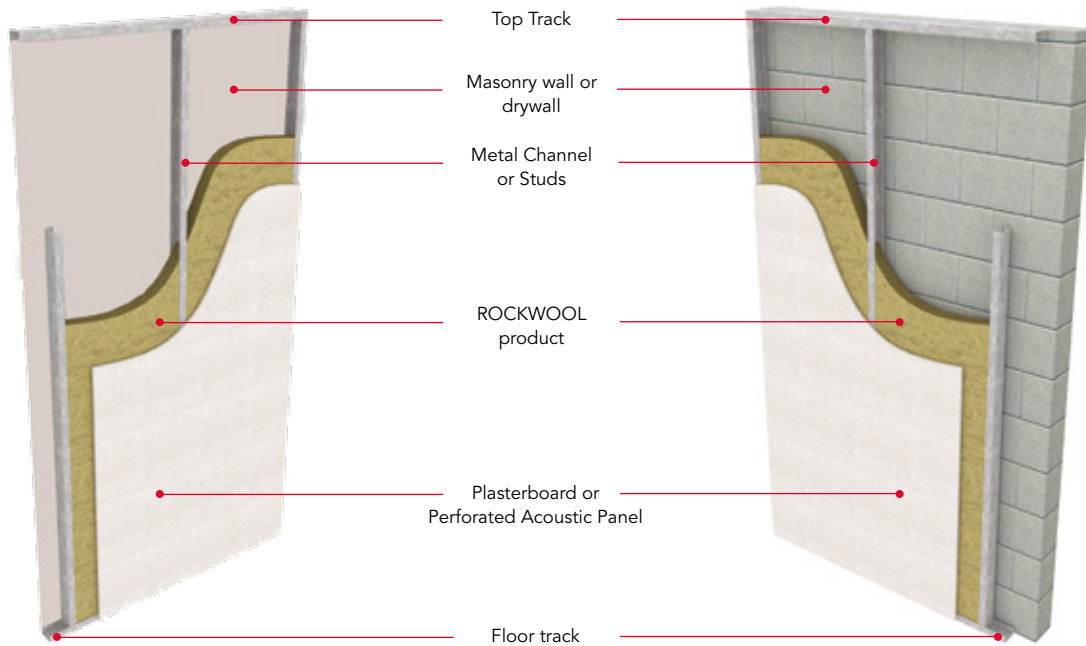 Top Track
Masonry wall or
drywall
Metal Channel
or Studs
ROCKWOOL
product
Plasterboard or
Perforated Acoustic Panel
Floor track